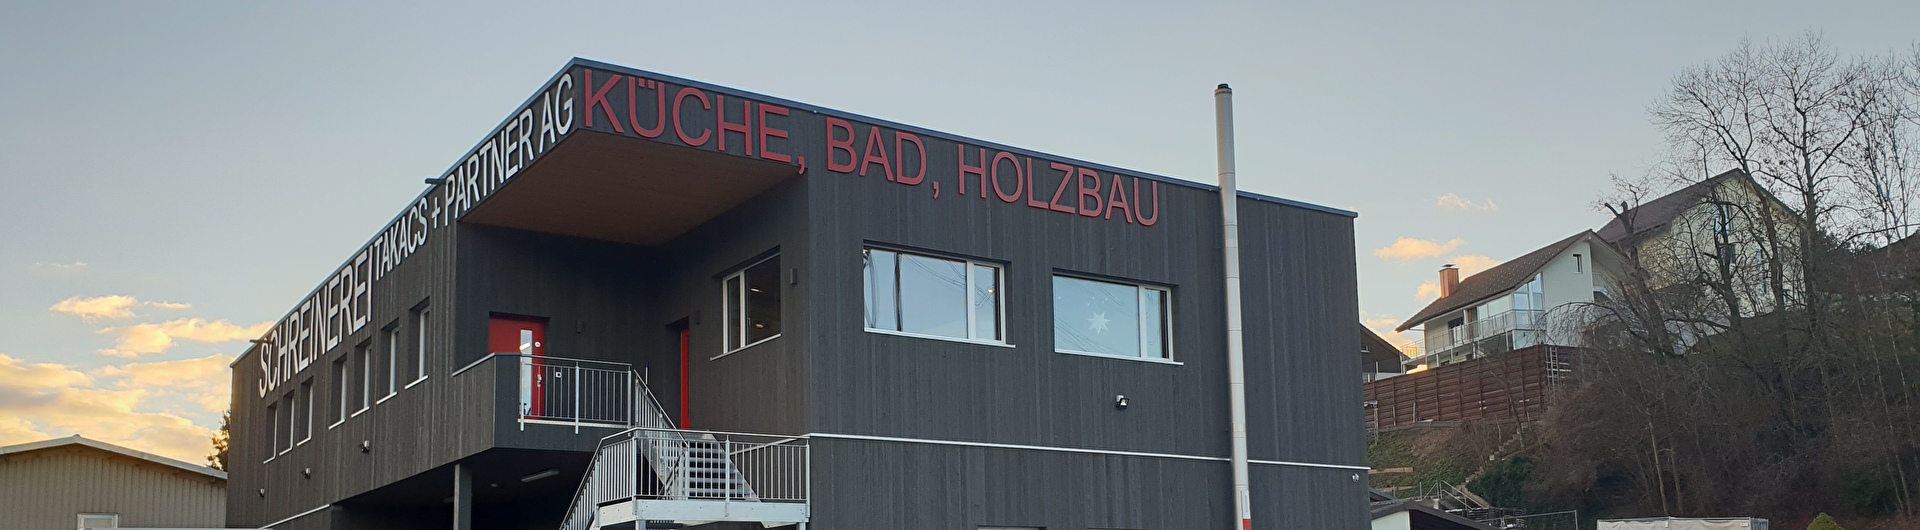 SCHREINEREI TAKACS + PARTNER AG
KÜCHE, BAD, HOLZBAU